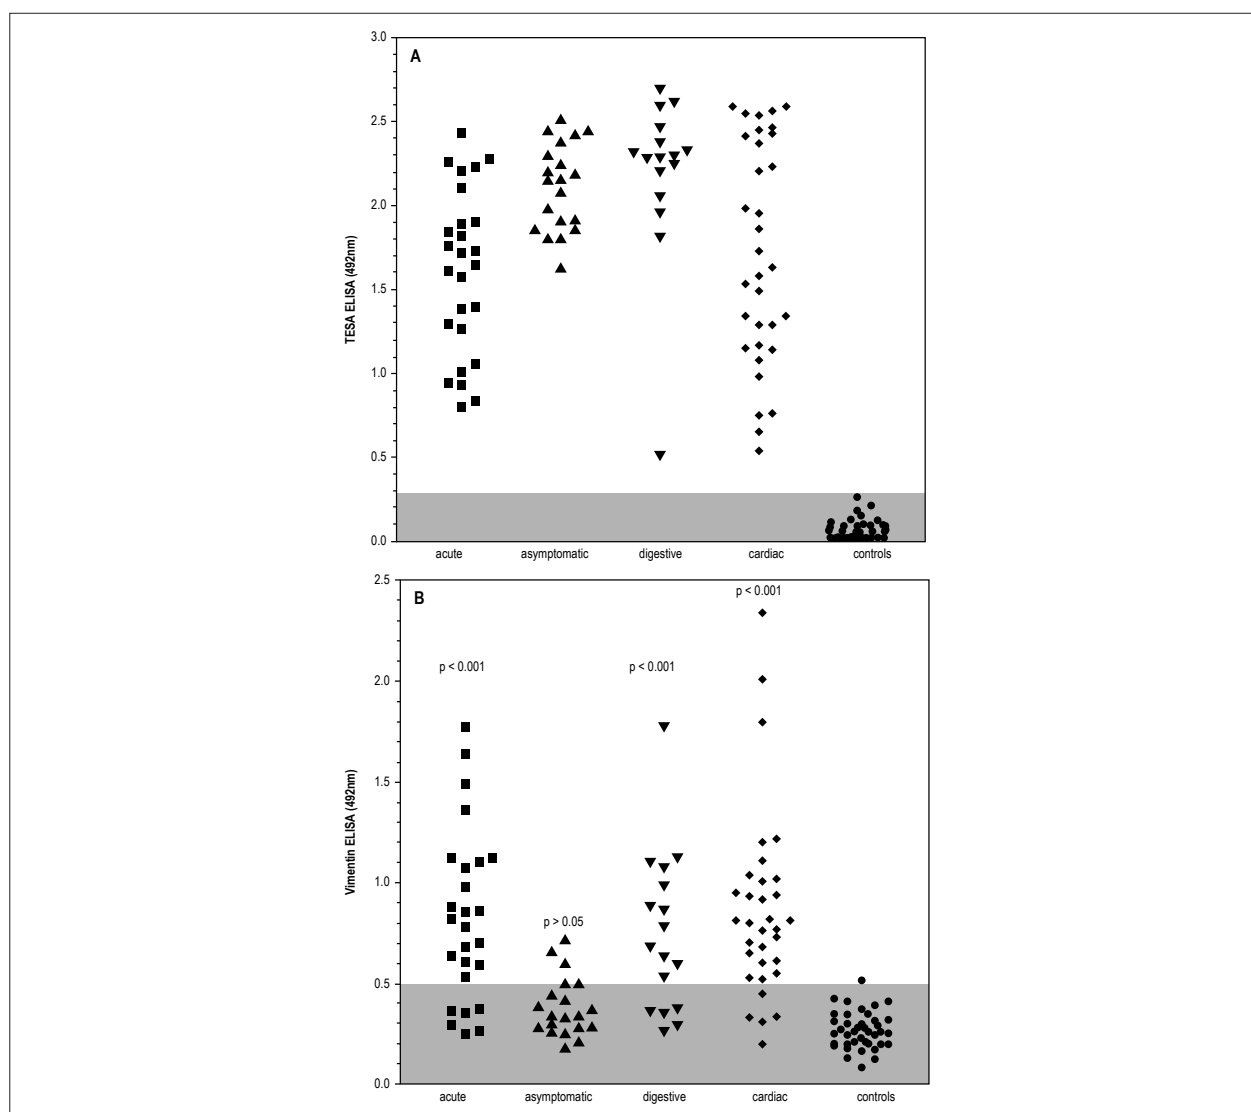 A
3.0
2.5
2.0
1.5
1.0
0.5
0.0
TESA ELISA (492nm)
acute asymptomatic digestive cardiac controls
B
2.5
2.0
1.5
1.0
0.5
0.0
Vimentin ELISA (492nm)
p < 0.001
p < 0.001
p < 0.001
p > 0.05
acute asymptomatic digestive cardiac controls